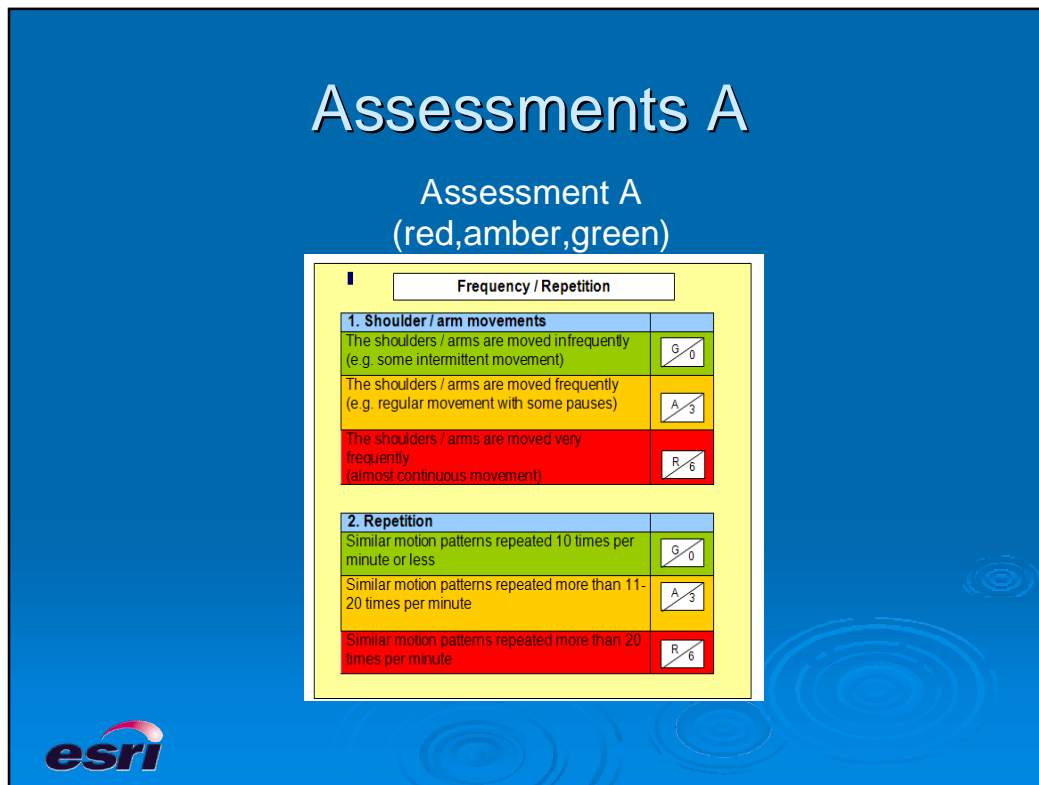 Assessments A
Assessment A
(red,amber,green)
Frequency / Repetition
1. Shoulder / arm movements
The shoulders / arms are moved infrequently
(e.g. some intermittent movement)
G/0
The shoulders / arms are moved frequently
(e.g. regular movement with some pauses)
A/3
The shoulders / arms are moved very
frequently
(almost continuous movement)
R/6
2. Repetition
Similar motion patterns repeated 10 times per
minute or less
G/0
Similar motion patterns repeated more than 11-
20 times per minute
A/3
Similar motion patterns repeated more than 20
times per minute
R/6
esri